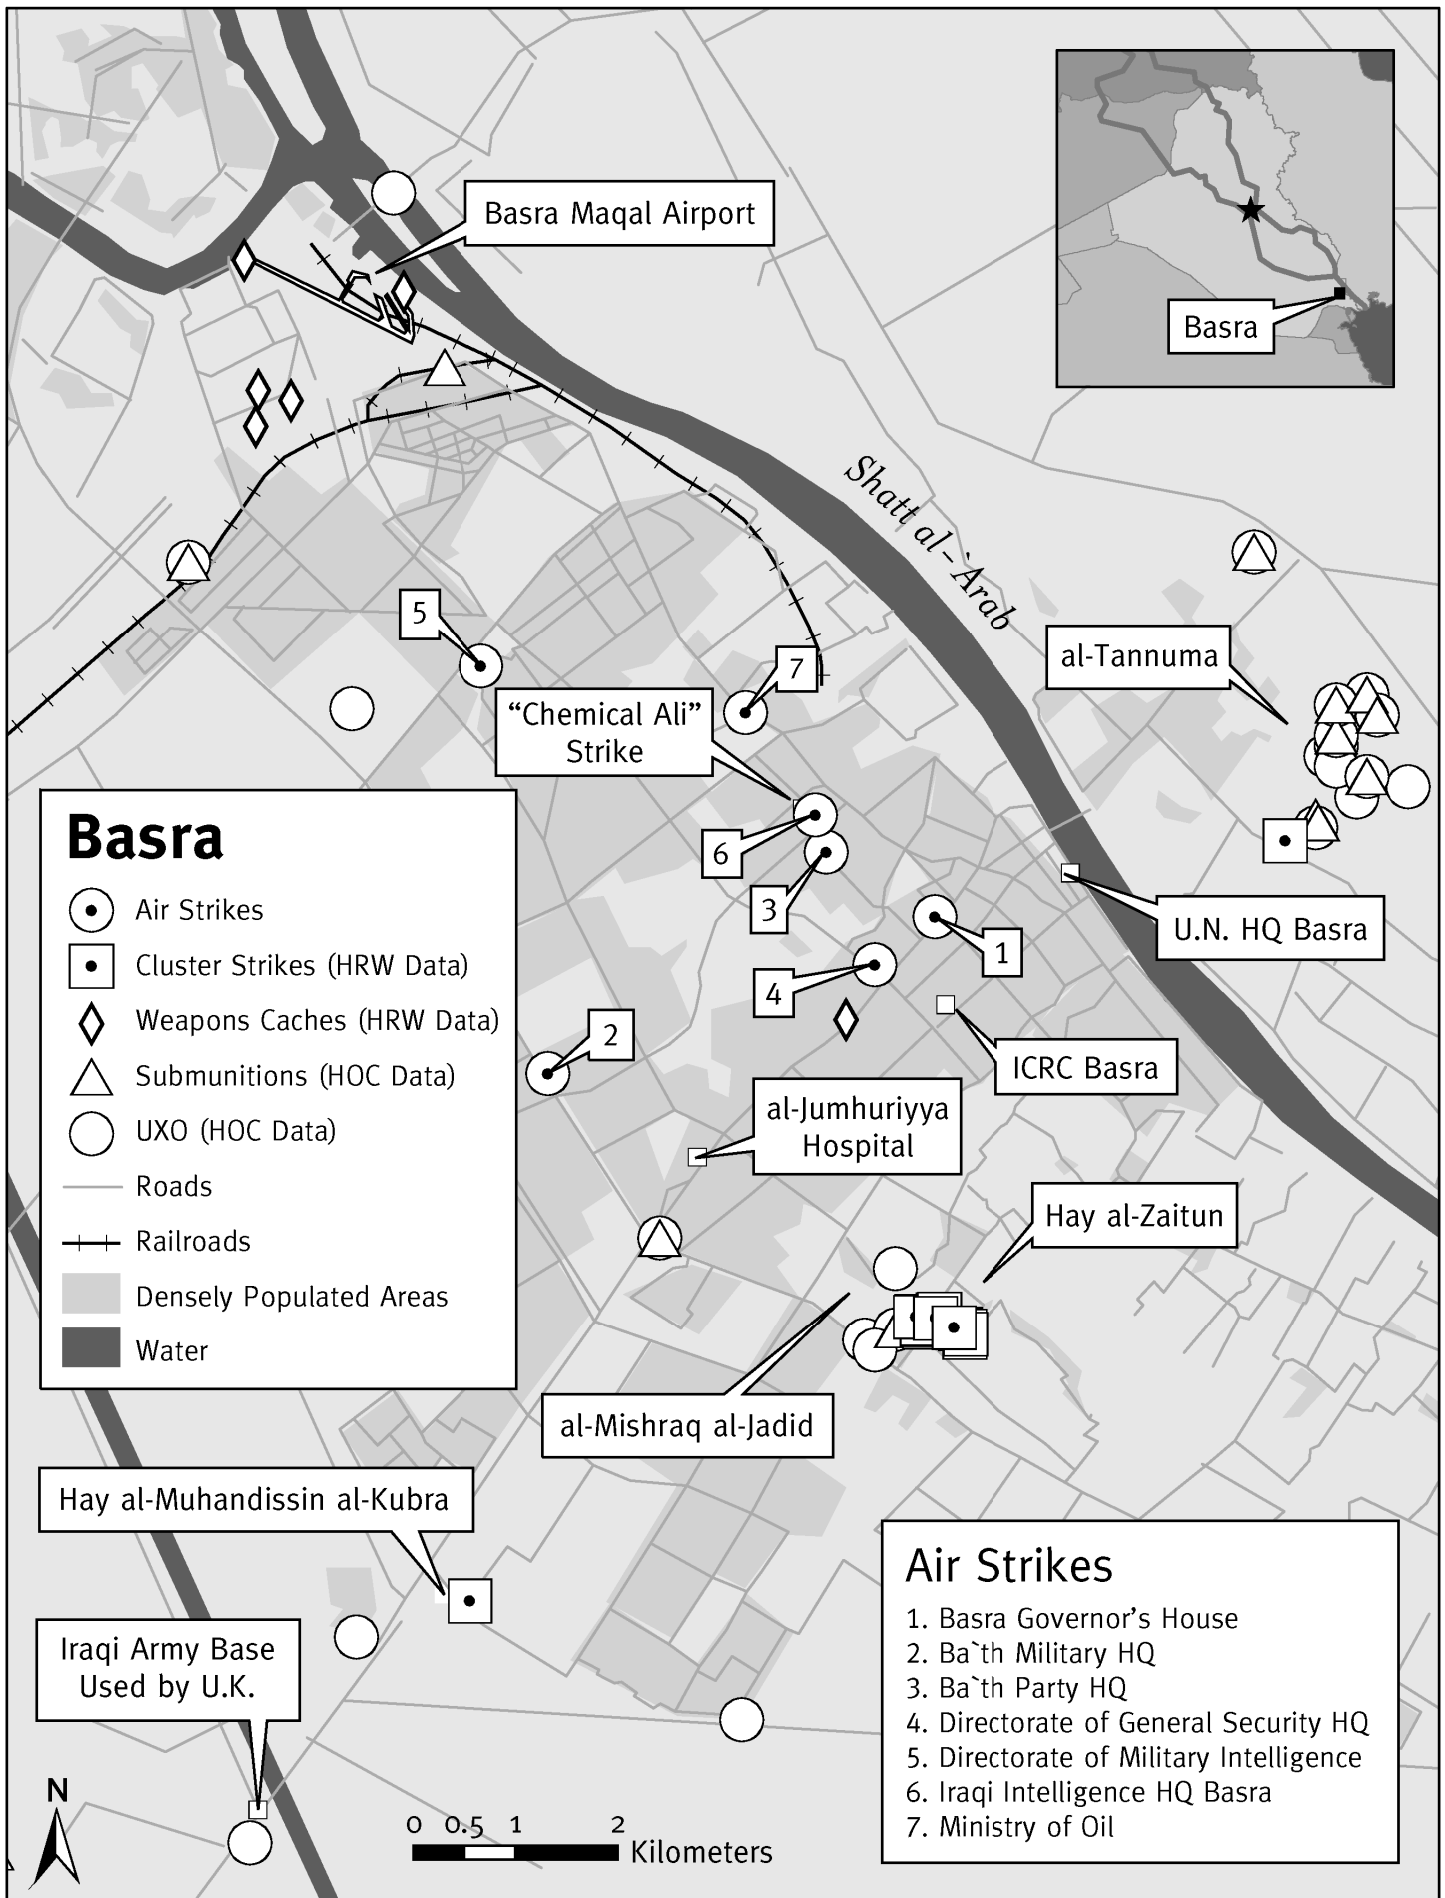 Basra Maqal Airport
Basra
Shatt al-`Arab
5
al-Tannuma
7
"Chemical Ali"
Strike
6
3
1
U.N. HQ Basra
4
2
ICRC Basra
al-Jumhuriyya
Hospital
Hay al-Zaitun
al-Mishraq al-Jadid
Hay al-Muhandissin al-Kubra
Iraqi Army Base
Used by U.K.
Basra
Air Strikes
Cluster Strikes (HRW Data)
Weapons Caches (HRW Data)
Submunitions (HOC Data)
UXO (HOC Data)
Roads
Railroads
Densely Populated Areas
Water
N
0 0.5 1 2
Kilometers
Air Strikes
1. Basra Governor's House
2. Ba`th Military HQ
3. Ba`th Party HQ
4. Directorate of General Security HQ
5. Directorate of Military Intelligence
6. Iraqi Intelligence HQ Basra
7. Ministry of Oil